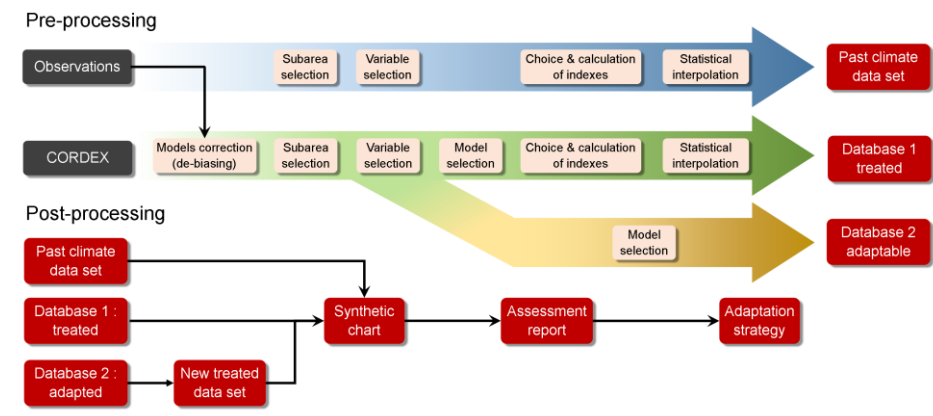 Pre-processing
Observations
Subarea
selection
Variable
selection
Choice & calculation
of indexes
Statistical
interpolation
Past climate
data set
CORDEX
Models correction
(de-biasing)
Subarea
selection
Variable
selection
Model
selection
Choice & calculation
of indexes
Statistical
interpolation
Database 1
treated
Model
selection
Database 2
adaptable
Post-processing
Past climate
data set
Database 1 :
treated
Synthetic
chart
Assessment
report
Adaptation
strategy
Database 2 :
adapted
New treated
data set